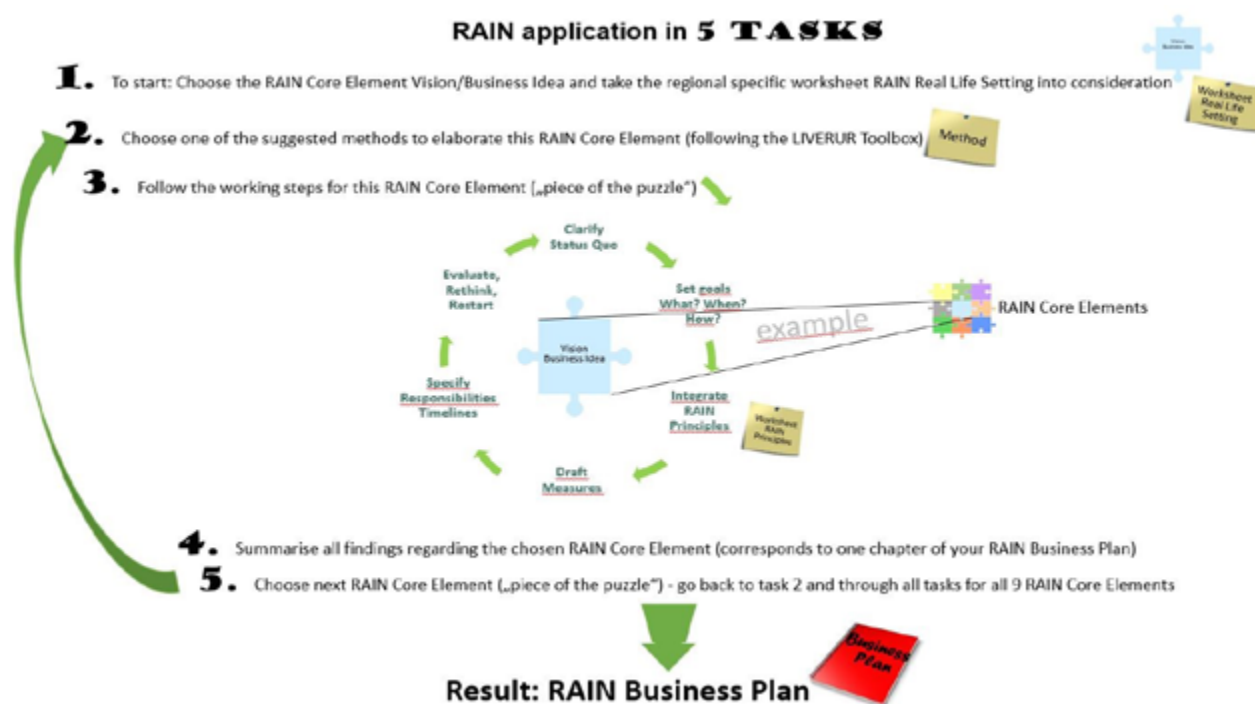 RAIN application in 5 TASKS
Vision
Business Idea
1. To start: Choose the RAIN Core Element Vision/Business Idea and take the regional specific worksheet RAIN Real Life Setting into consideration
Worksheet
Real Life
Setting
2. Choose one of the suggested methods to elaborate this RAIN Core Element (following the LIVERUR Toolbox)
Method
3. Follow the working steps for this RAIN Core Element („piece of the puzzle“)
Clarify
Status Quo
Evaluate,
Rethink,
Restart
Set goals
What? When?
How?
example
RAIN Core Elements
Vision
Business Idea
Specify
Responsibilities
Timelines
Integrate
RAIN
Principles
Worksheet
RAIN
Principles
Draft
Measures
4. Summarise all findings regarding the chosen RAIN Core Element (corresponds to one chapter of your RAIN Business Plan)
5. Choose next RAIN Core Element („piece of the puzzle“) - go back to task 2 and through all tasks for all 9 RAIN Core Elements
Business
Plan
Result: RAIN Business Plan